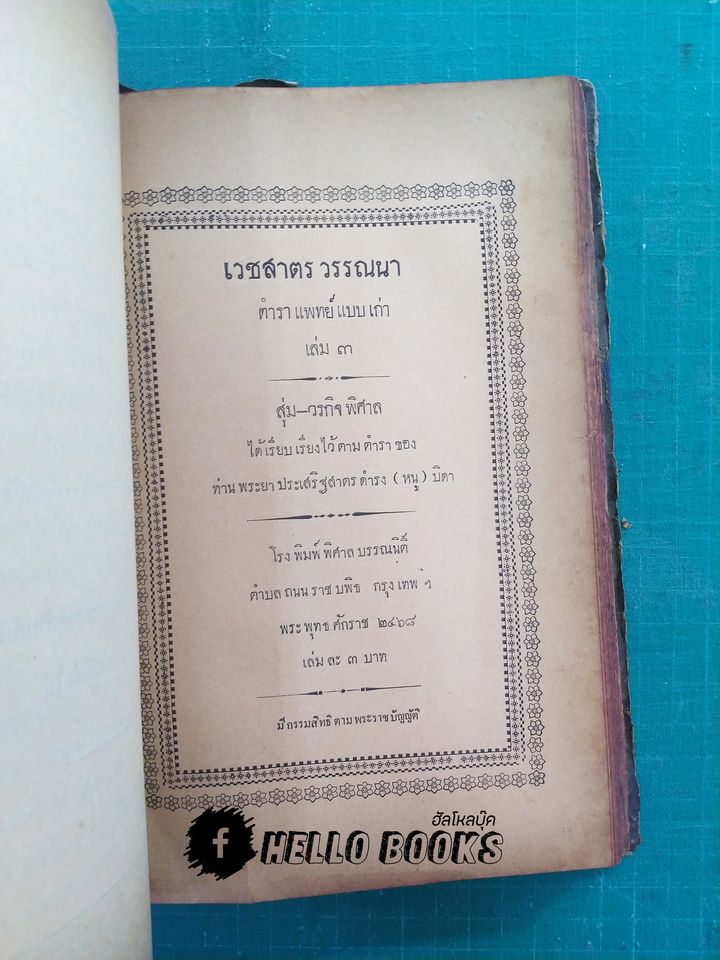 เวชสาตร วรรณนา
ตำรา แพทย์ แบบ เก่า
เล่ม ๓
สุ่ม—วรกิจ พิศาล
ได้ เรียบ เรียงไว้ ตาม ตำรา ของ
ท่าน พระยา ประเสริฐสาตร ดำรง ( หนู ) บิดา
โรง พิมพ์ พิศาล บรรณนิติ์
ตำบล ถนน ราช บพิธ กรุง เทพ ฯ
พระ พุทธ ศักราช ๒๔๖๘
เล่ม ละ ๓ บาท
มี กรรมสิทธิ ตาม พระราช บัญญัติ
ฮัลโหลบุ๊ค
f HELLO BOOKS